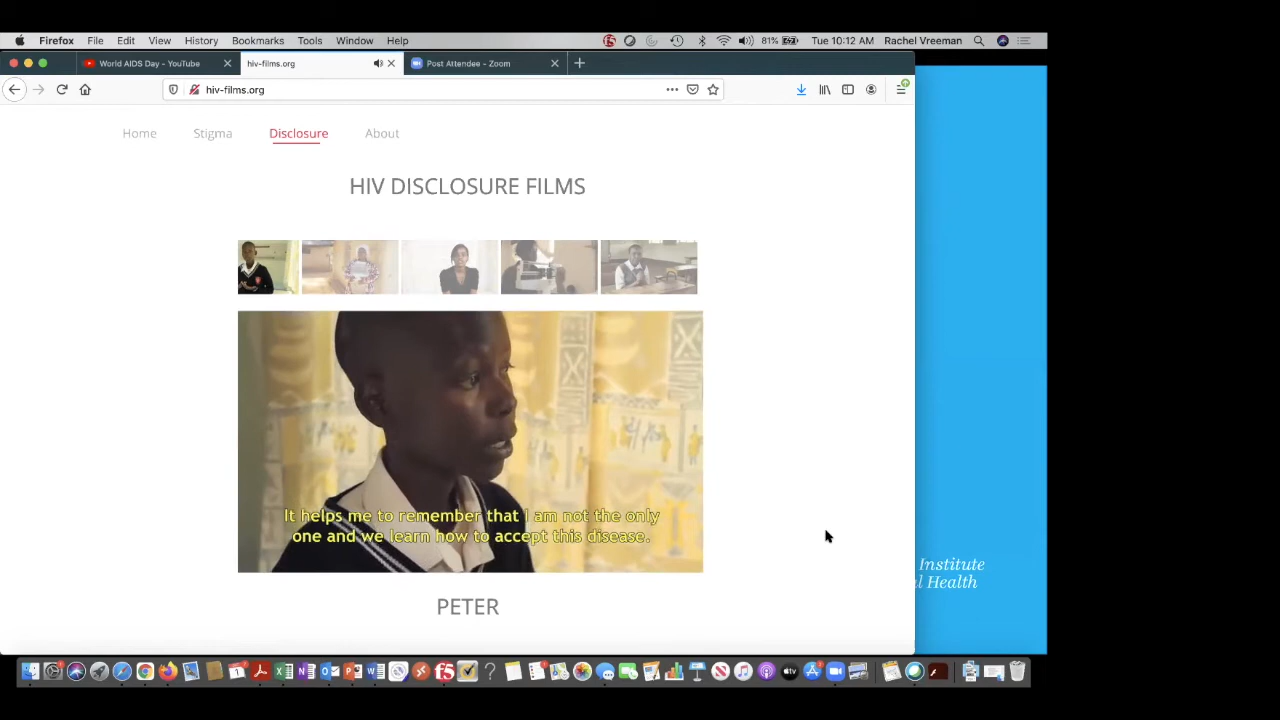 Firefox File Edit View History Bookmarks Tools Window Help 81% Tue 10:12 AM Rachel Vreeman
World AIDS Day - YouTube hiv-films.org Post Attendee - Zoom
hiv-films.org
Home Stigma Disclosure About
HIV DISCLOSURE FILMS
It helps me to remember that I am not the only
one and we learn how to accept this disease.
Institute
Health
PETER